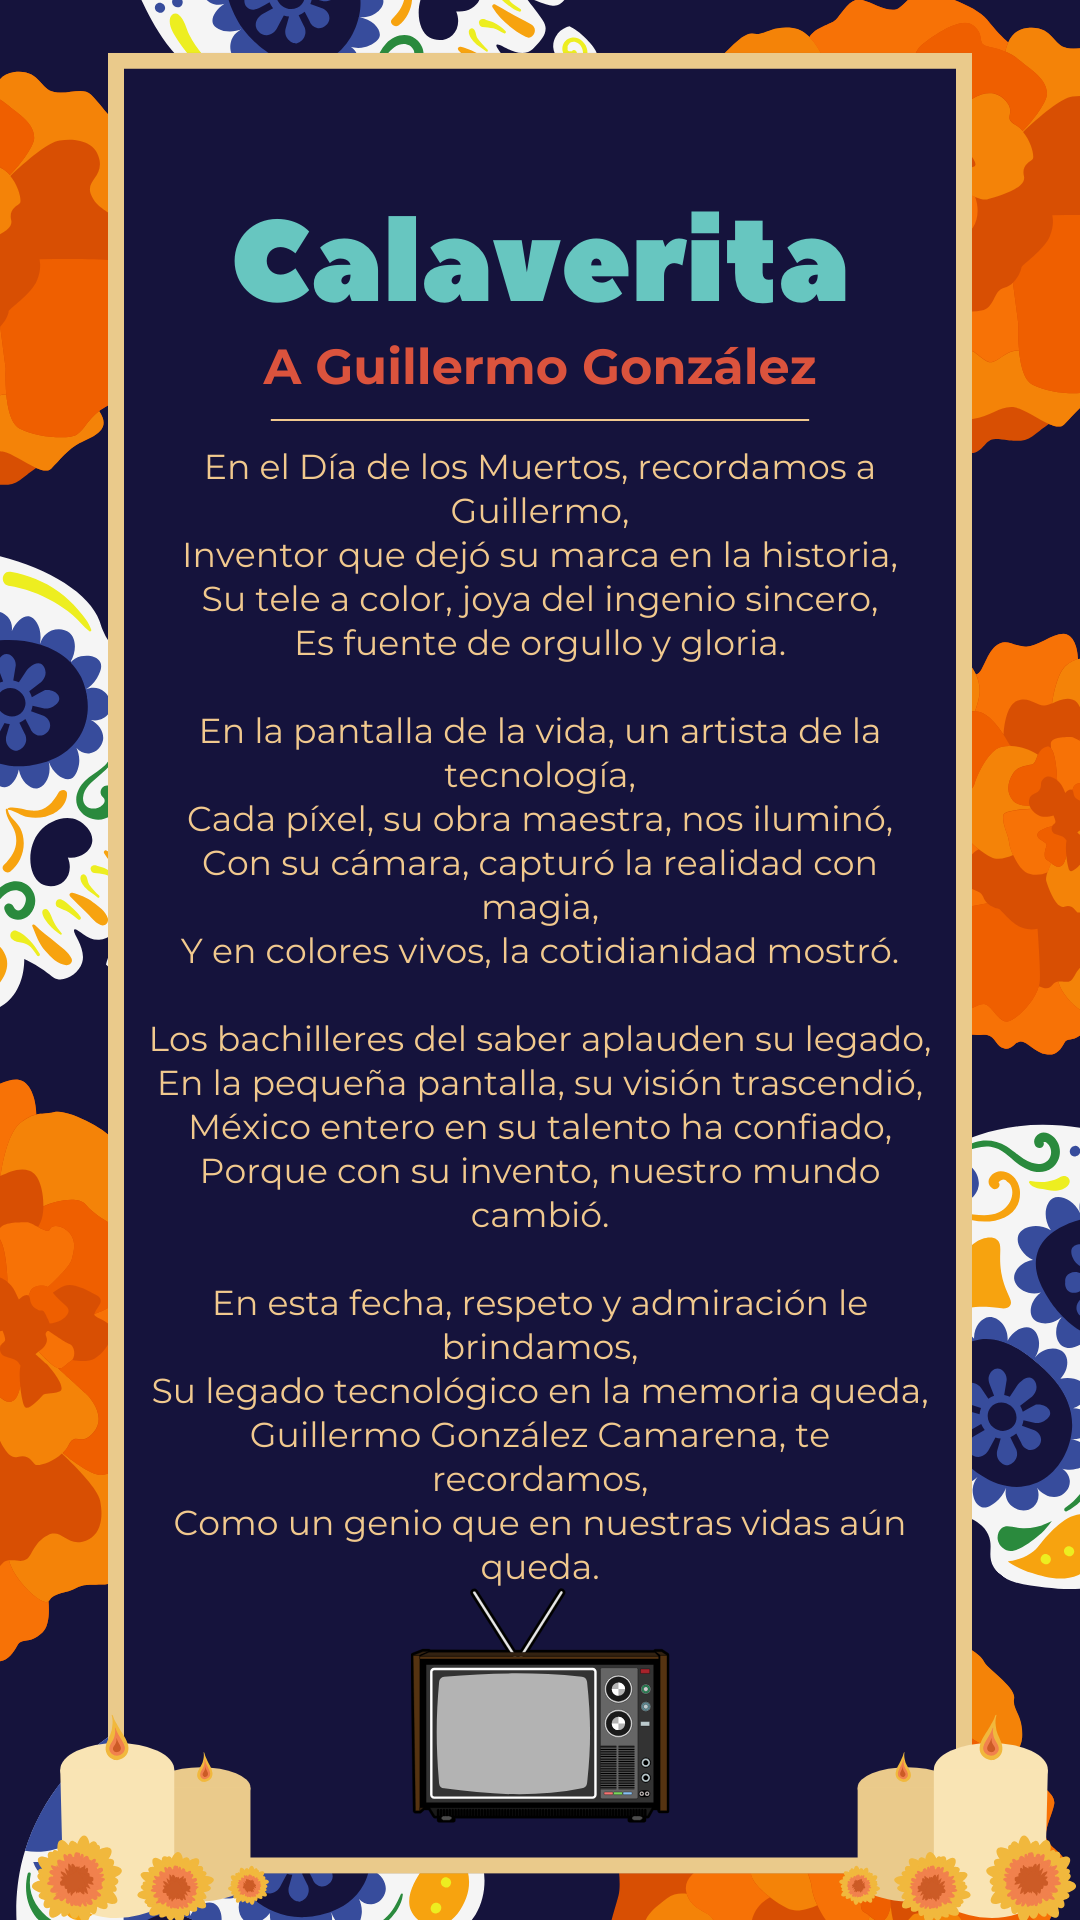 Calaverita
A Guillermo González
En el Día de los Muertos, recordamos a
Guillermo,
Inventor que dejó su marca en la historia,
Su tele a color, joya del ingenio sincero,
Es fuente de orgullo y gloria.
En la pantalla de la vida, un artista de la
tecnología,
Cada píxel, su obra maestra, nos iluminó,
Con su cámara, capturó la realidad con
magia,
Y en colores vivos, la cotidianidad mostró.
Los bachilleres del saber aplauden su legado,
En la pequeña pantalla, su visión trascendió,
México entero en su talento ha confiado,
Porque con su invento, nuestro mundo
cambió.
En esta fecha, respeto y admiración le
brindamos,
Su legado tecnológico en la memoria queda,
Guillermo González Camarena, te
recordamos,
Como un genio que en nuestras vidas aún
queda.